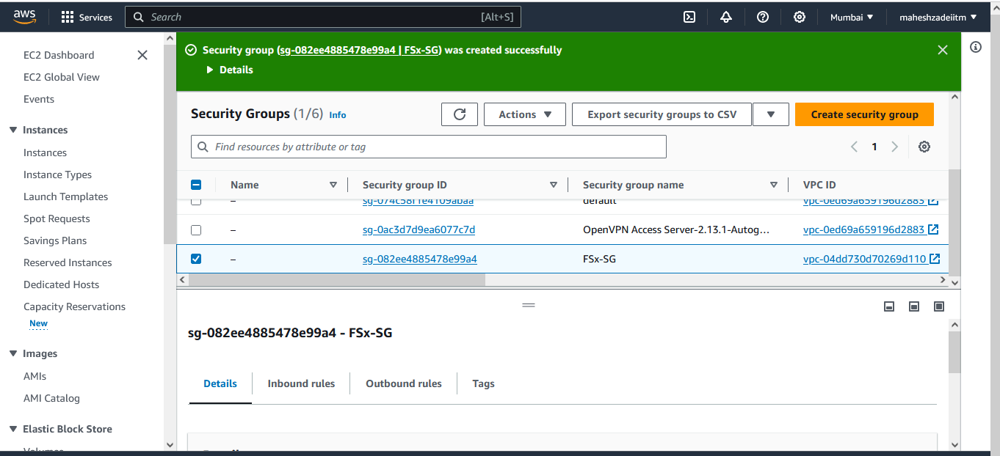 aws
Services
Search
[Alt+S]
Mumbai
maheshzadeiitm
EC2 Dashboard
EC2 Global View
Events
Instances
Instances
Instance Types
Launch Templates
Spot Requests
Savings Plans
Reserved Instances
Dedicated Hosts
Capacity Reservations
New
Images
AMIs
AMI Catalog
Elastic Block Store
Volumes
Security group (sg-082ee4885478e99a4 | FSx-SG) was created successfully
Details
Security Groups (1/6) Info
Actions
Export security groups to CSV
Create security group
Find resources by attribute or tag
1
Name Security group ID Security group name VPC ID
– sg-074c58f1fe4109abaa default vpc-0ed69a659196d2883
– sg-0ac3d7d9ea6077c7d OpenVPN Access Server-2.13.1-Autog… vpc-0ed69a659196d2883
– sg-082ee4885478e99a4 FSx-SG vpc-04dd730d70269d110
sg-082ee4885478e99a4 - FSx-SG
Details Inbound rules Outbound rules Tags